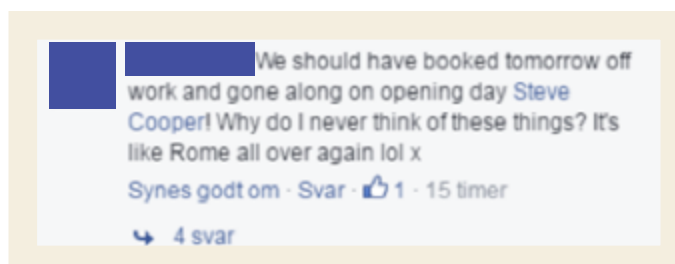 We should have booked tomorrow off
work and gone along on opening day Steve
Cooper! Why do I never think of these things? It's
like Rome all over again lol x
Synes godt om · Svar · 1 · 15 timer
4 svar